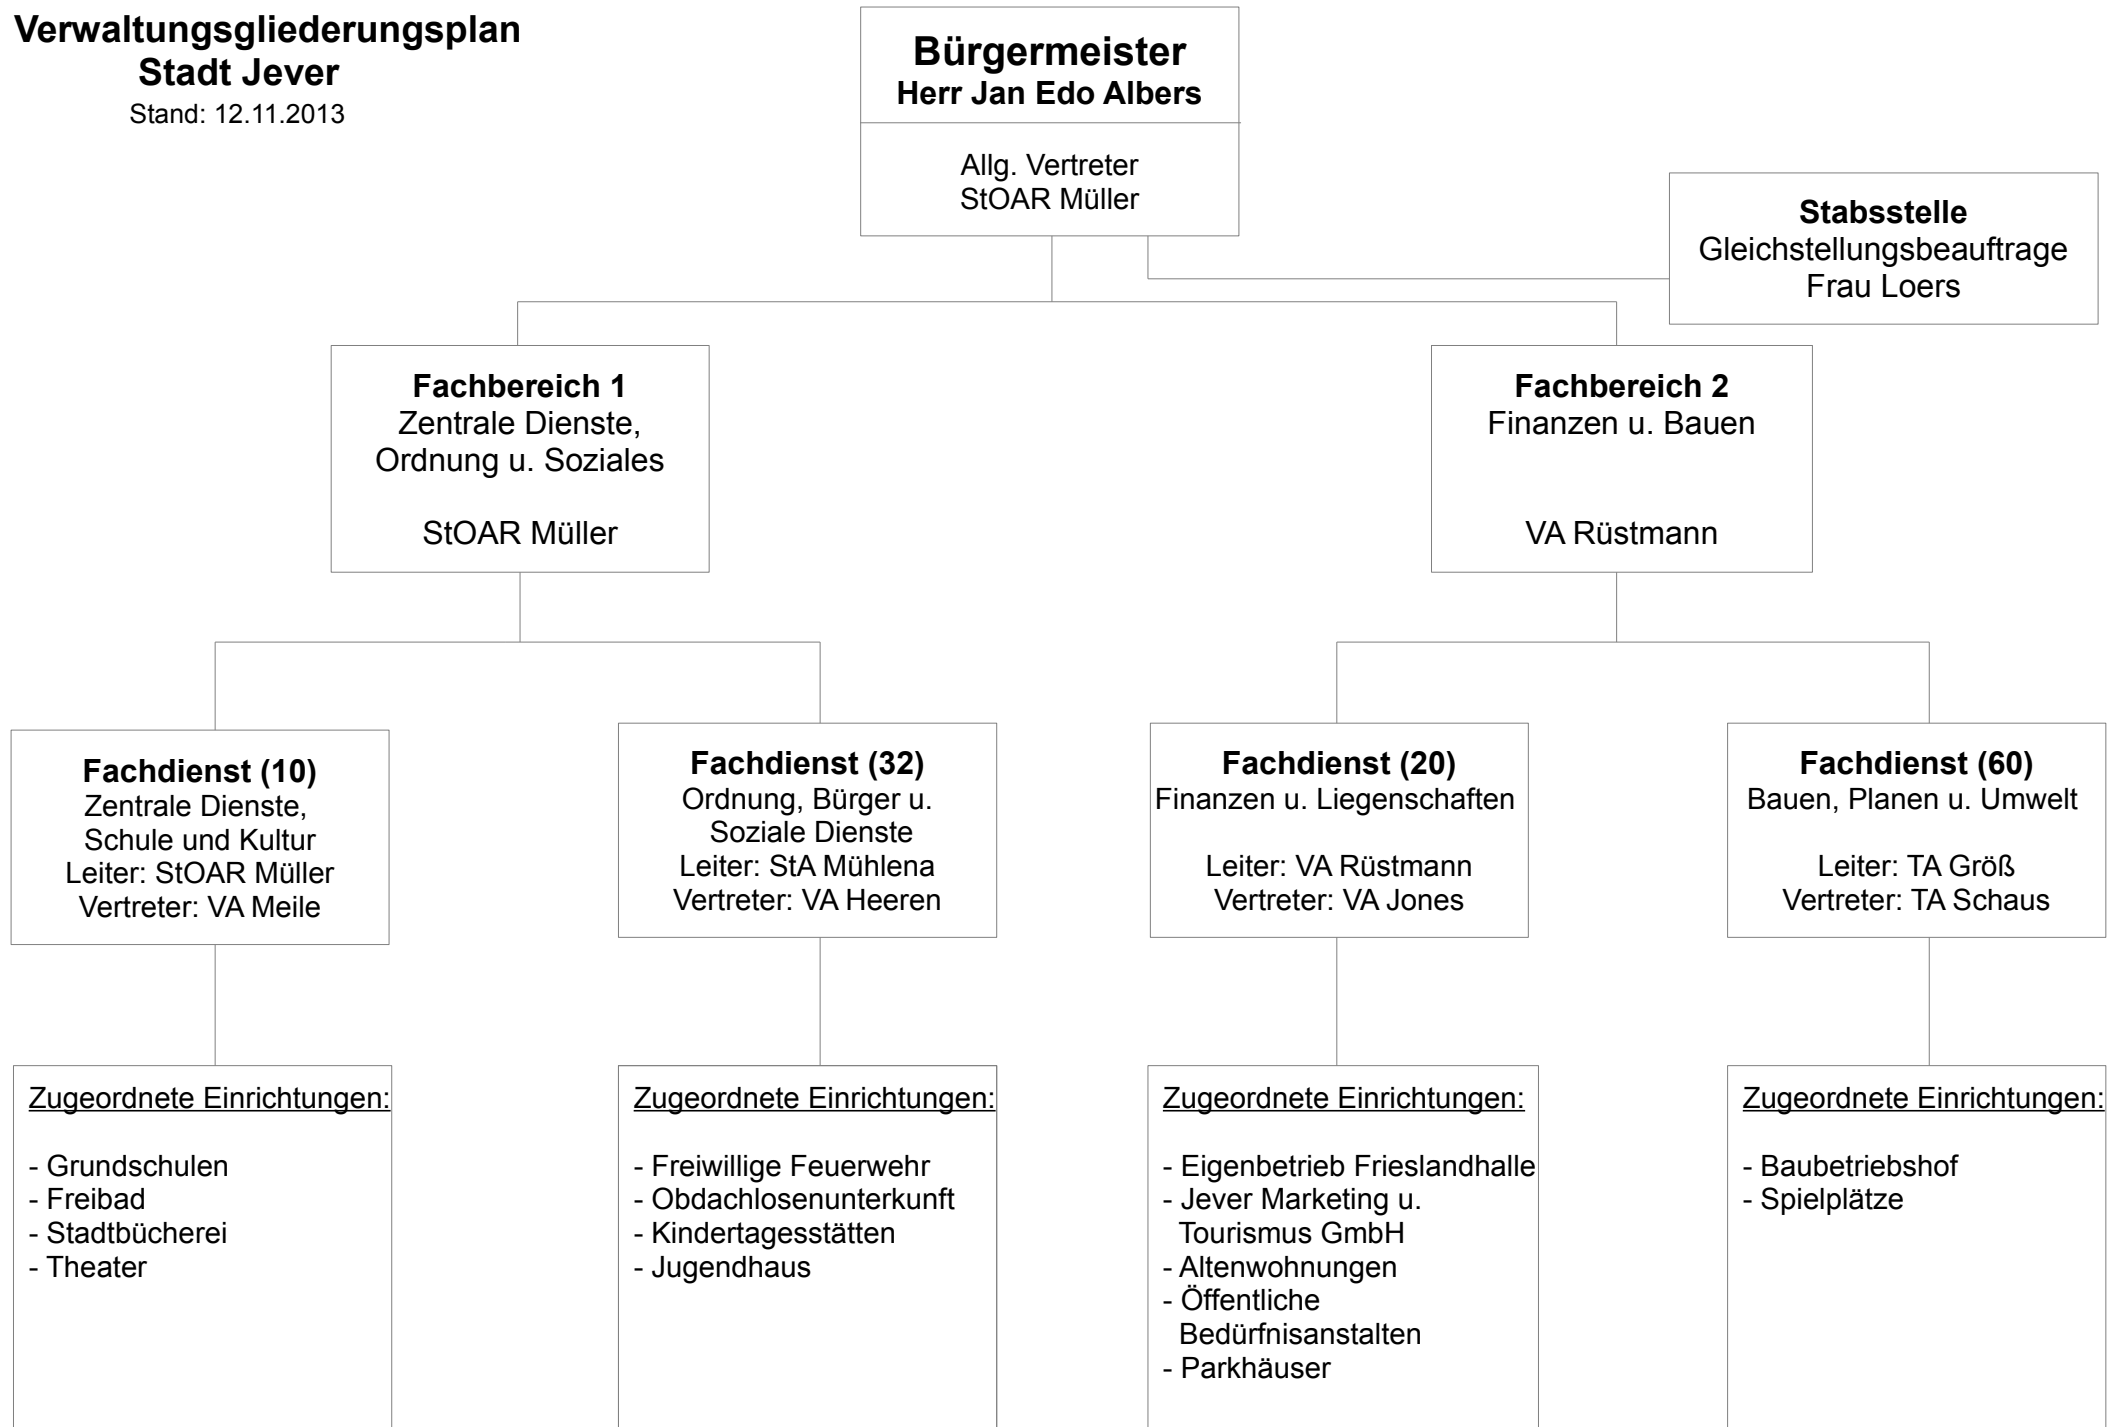 Verwaltungsgliederungsplan
Stadt Jever
Stand: 12.11.2013
Bürgermeister
Herr Jan Edo Albers
Allg. Vertreter
StOAR Müller
Stabsstelle
Gleichstellungsbeauftrage
Frau Loers
Fachbereich 1
Zentrale Dienste,
Ordnung u. Soziales
StOAR Müller
Fachbereich 2
Finanzen u. Bauen
VA Rüstmann
Fachdienst (10)
Zentrale Dienste,
Schule und Kultur
Leiter: StOAR Müller
Vertreter: VA Meile
Fachdienst (32)
Ordnung, Bürger u.
Soziale Dienste
Leiter: StA Mühlena
Vertreter: VA Heeren
Fachdienst (20)
Finanzen u. Liegenschaften
Leiter: VA Rüstmann
Vertreter: VA Jones
Fachdienst (60)
Bauen, Planen u. Umwelt
Leiter: TA Größ
Vertreter: TA Schaus
Zugeordnete Einrichtungen:
- Grundschulen
- Freibad
- Stadtbücherei
- Theater
Zugeordnete Einrichtungen:
- Freiwillige Feuerwehr
- Obdachlosenunterkunft
- Kindertagesstätten
- Jugendhaus
Zugeordnete Einrichtungen:
- Eigenbetrieb Frieslandhalle
- Jever Marketing u.
Tourismus GmbH
- Altenwohnungen
- Öffentliche
Bedürfnisanstalten
- Parkhäuser
Zugeordnete Einrichtungen:
- Baubetriebshof
- Spielplätze